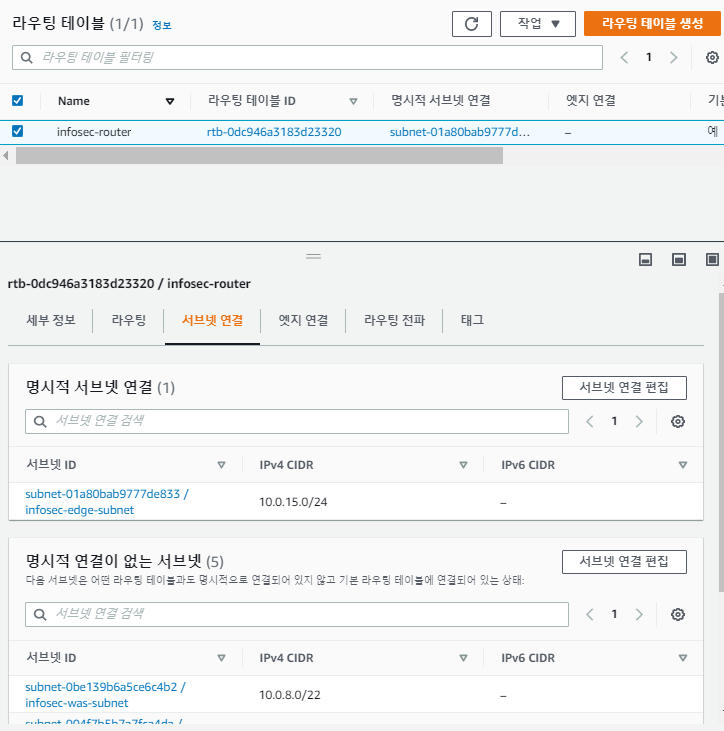 라우팅 테이블 (1/1) 정보
작업
라우팅 테이블 생성
라우팅 테이블 필터링
1
Name
라우팅 테이블 ID
명시적 서브넷 연결
엣지 연결
기본
infosec-router
rtb-0dc946a3183d23320
subnet-01a80bab9777d...
–
예
rtb-0dc946a3183d23320 / infosec-router
세부 정보
라우팅
서브넷 연결
엣지 연결
라우팅 전파
태그
명시적 서브넷 연결 (1)
서브넷 연결 편집
서브넷 연결 검색
1
서브넷 ID
IPv4 CIDR
IPv6 CIDR
subnet-01a80bab9777de833 /
infosec-edge-subnet
10.0.15.0/24
–
명시적 연결이 없는 서브넷 (5)
다음 서브넷은 어떤 라우팅 테이블과도 명시적으로 연결되어 있지 않고 기본 라우팅 테이블에 연결되어 있는 상태:
서브넷 연결 편집
서브넷 연결 검색
1
서브넷 ID
IPv4 CIDR
IPv6 CIDR
subnet-0be139b6a5ce6c4b2 /
infosec-was-subnet
10.0.8.0/22
–